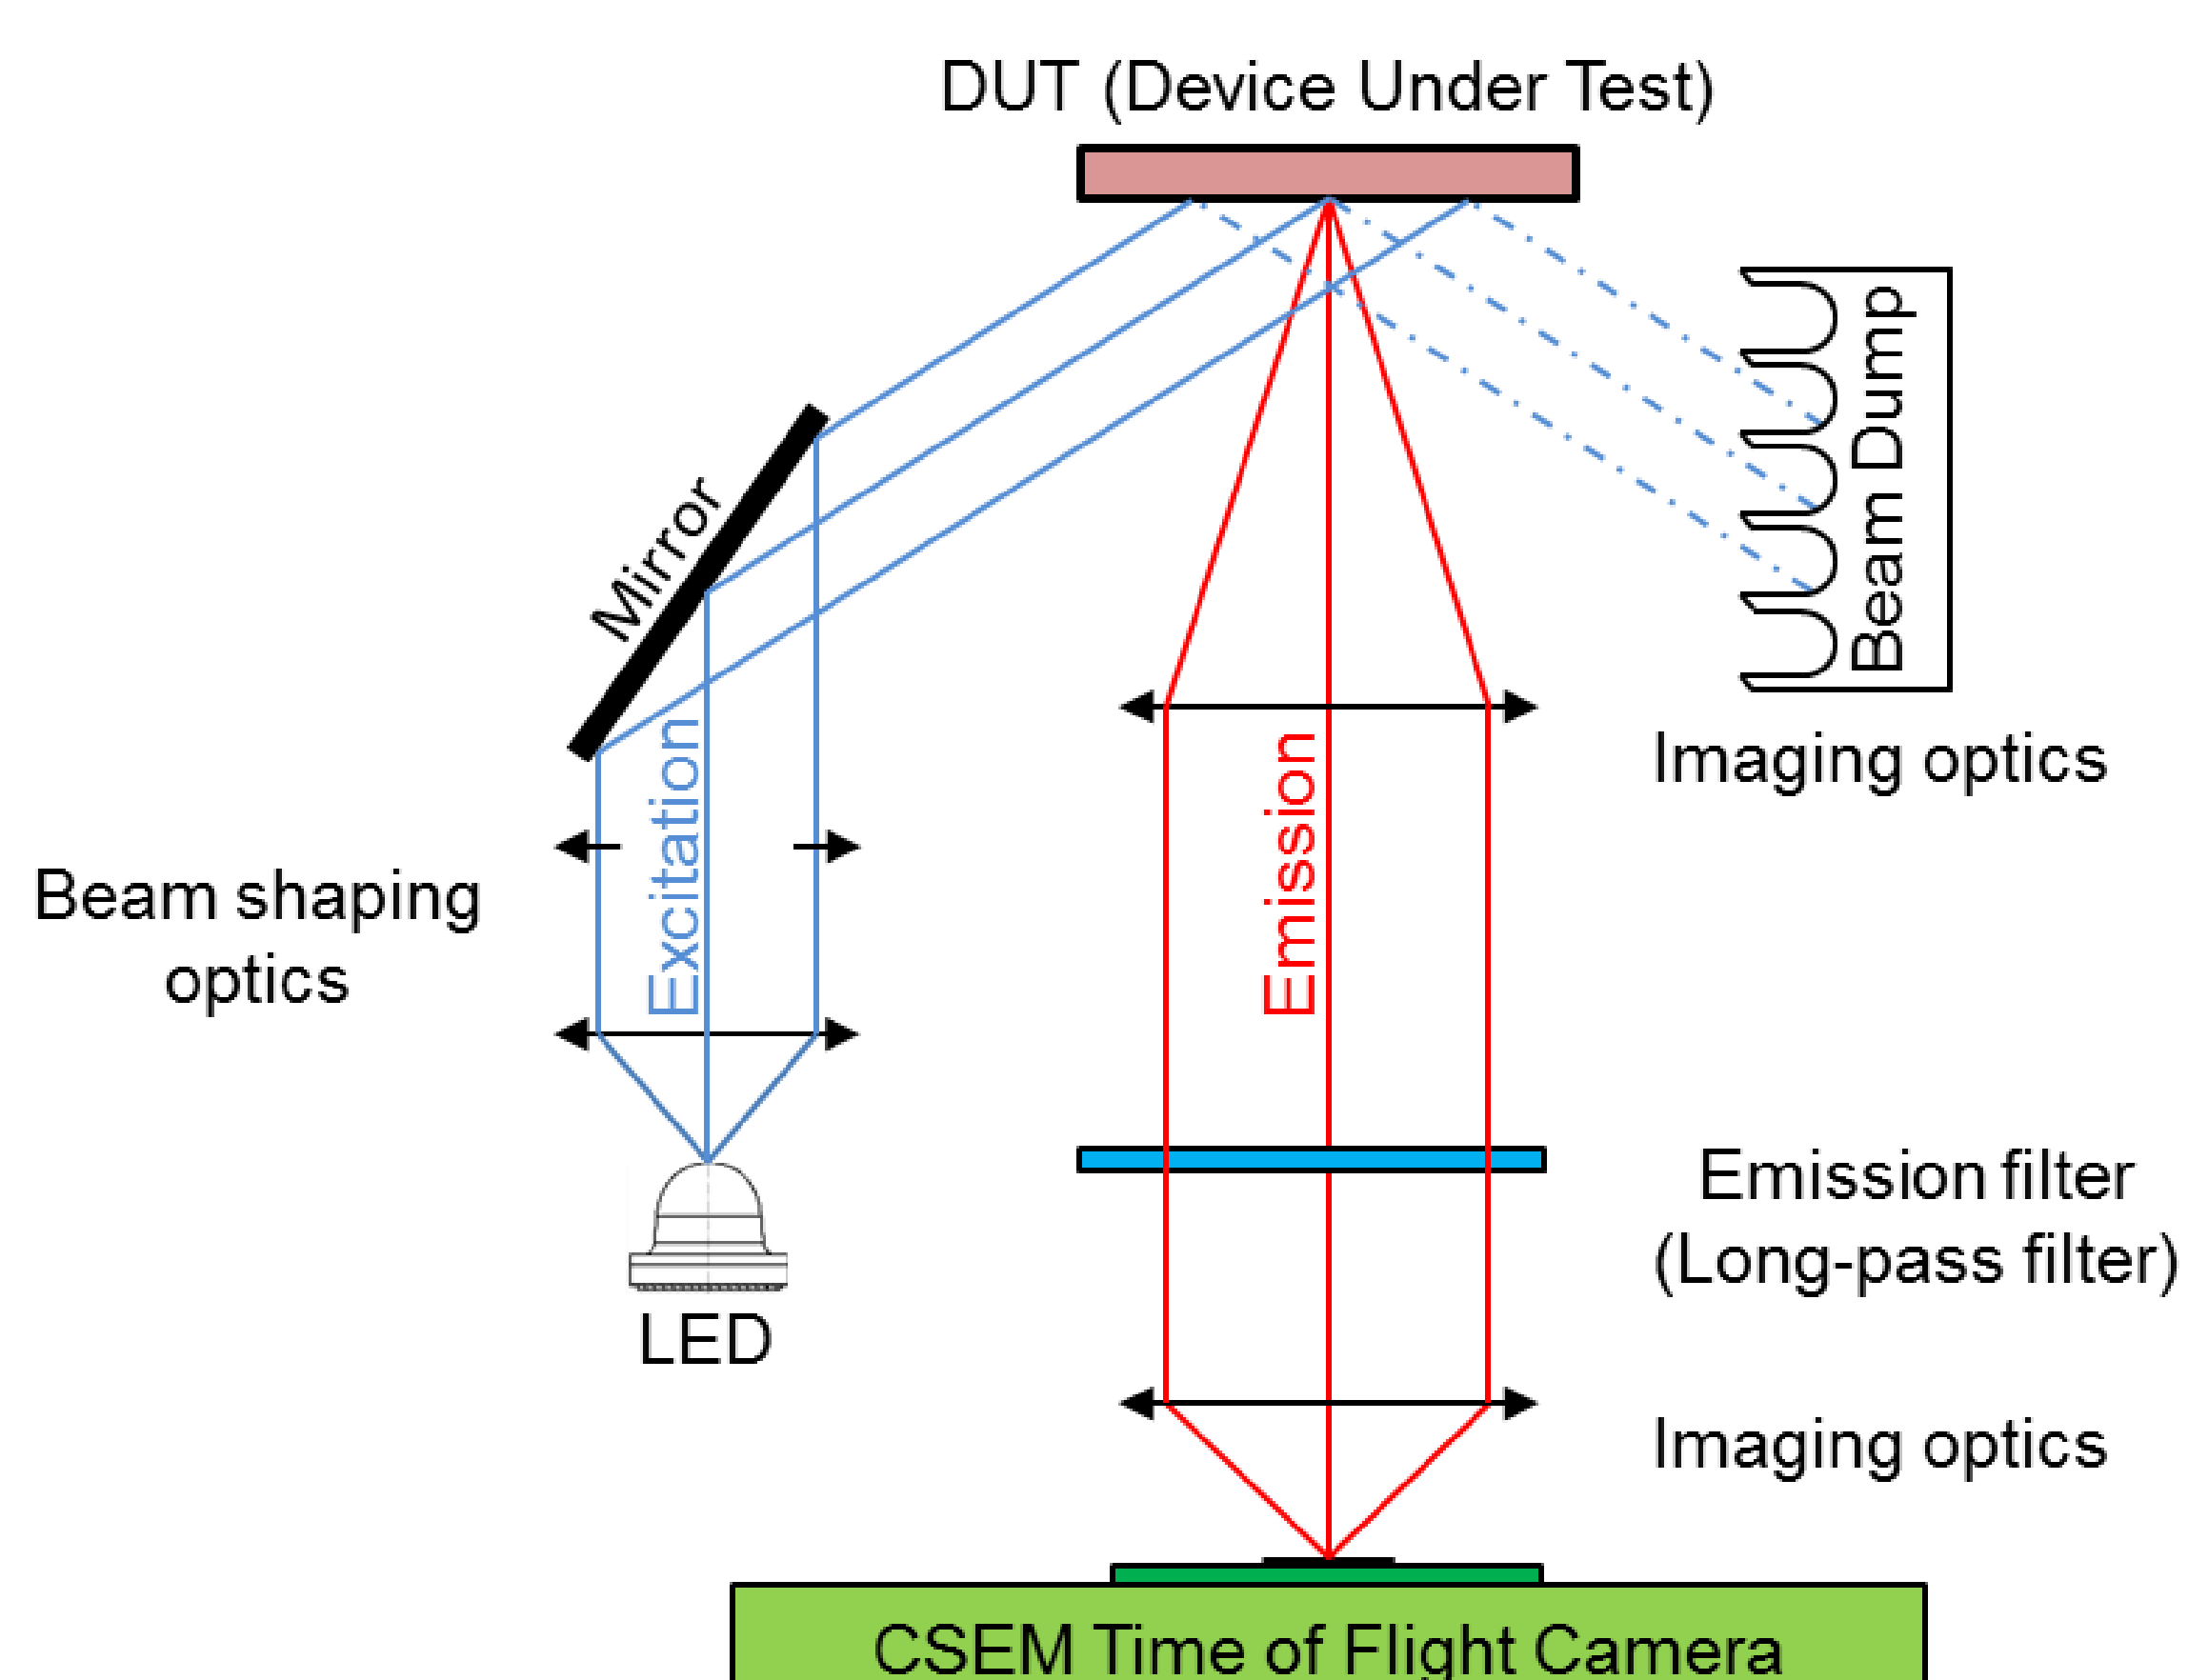 DUT (Device Under Test)
Mirror
Beam Dump
Imaging optics
Excitation
Emission
Beam shaping
optics
Emission filter
(Long-pass filter)
LED
Imaging optics
CSEM Time of Flight Camera